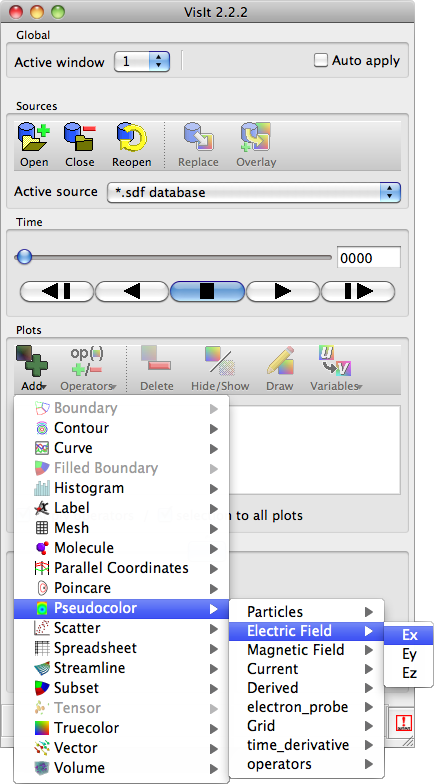 VisIt 2.2.2
Global
Active window 1 Auto apply
Sources
Open Close Reopen Replace Overlay
Active source *.sdf database
Time
0000
Plots
op(ı)
+/−
u v
Add Operators Delete Hide/Show Draw Variables
Boundary
Contour
Curve
Filled Boundary
Histogram
Label
to all plots
Mesh
Molecule
Parallel Coordinates
Poincare
Pseudocolor
Scatter
Spreadsheet
Streamline
Subset
Tensor
Truecolor
Vector
Volume
Particles
Electric Field
Magnetic Field
Current
Derived
electron_probe
Grid
time_derivative
operators
Ex
Ey
Ez